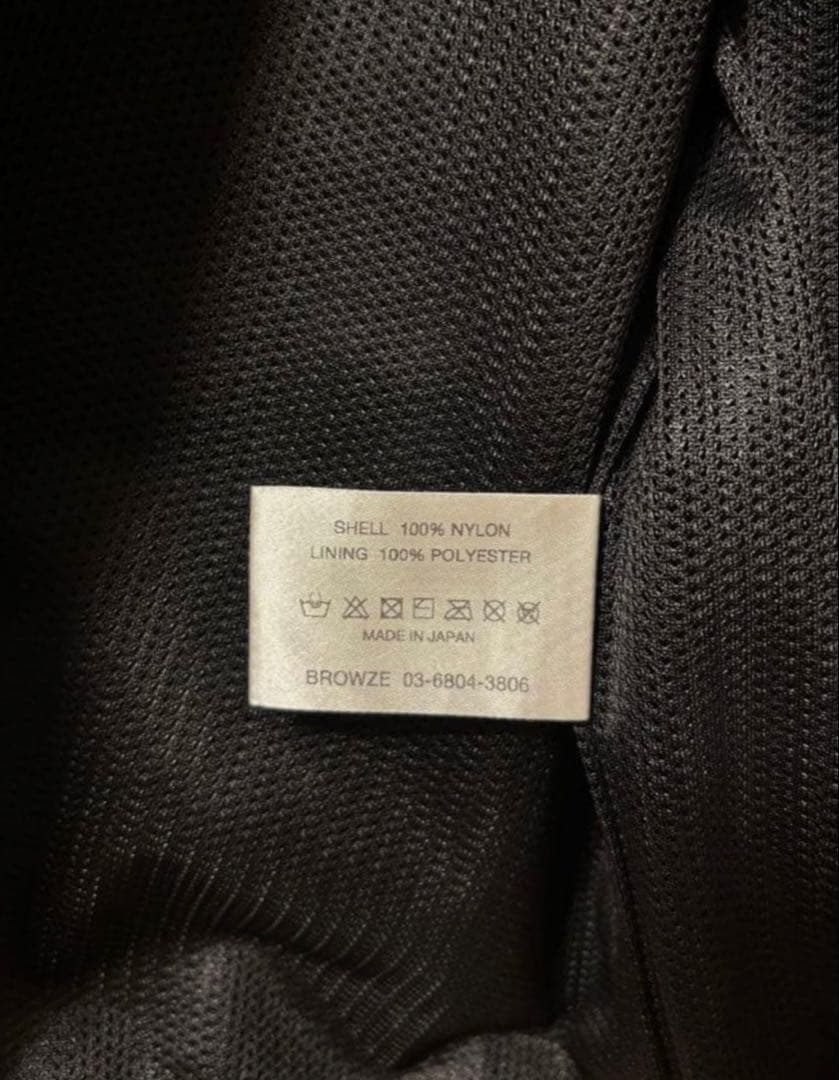 SHELL 100% NYLON
LINING 100% POLYESTER
MADE IN JAPAN
BROWZE 03-6804-3806